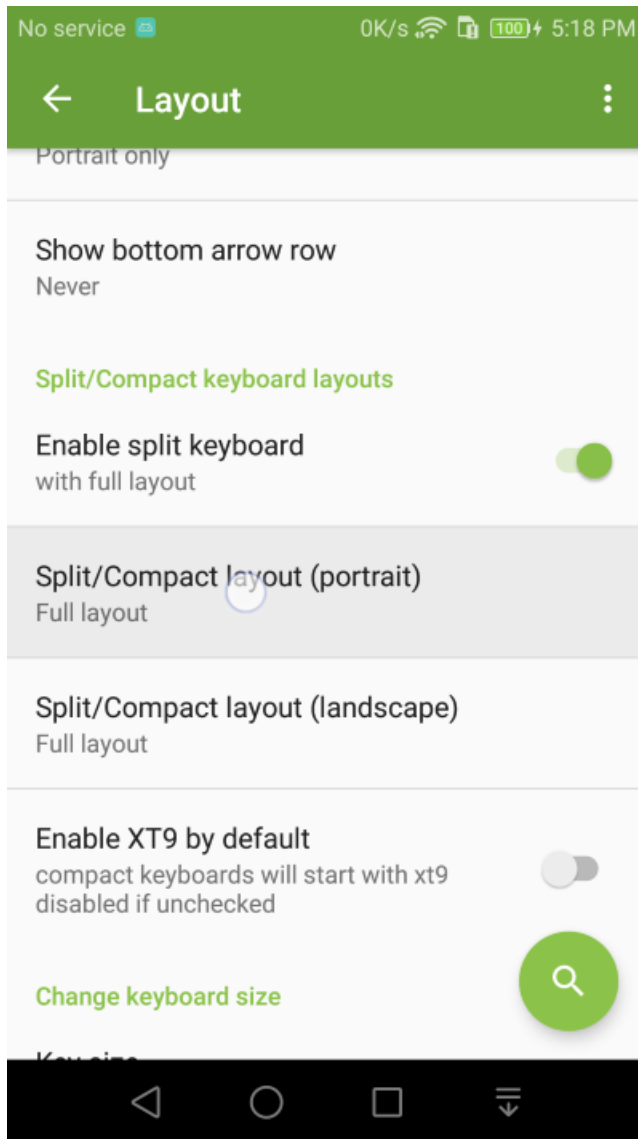 No service 0K/s 100 5:18 PM
Layout
Portrait only
Show bottom arrow row
Never
Split/Compact keyboard layouts
Enable split keyboard
with full layout
Split/Compact layout (portrait)
Full layout
Split/Compact layout (landscape)
Full layout
Enable XT9 by default
compact keyboards will start with xt9
disabled if unchecked
Change keyboard size
Key size